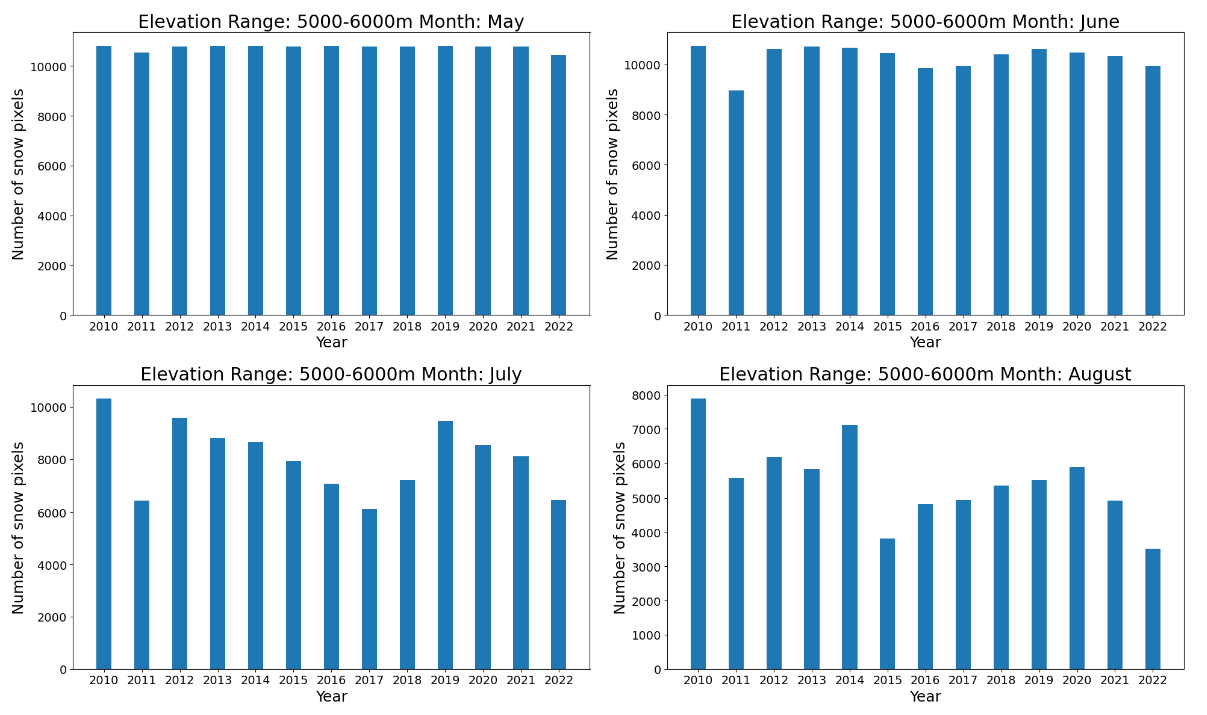 Elevation Range: 5000-6000m Month: May
Number of snow pixels
10000
8000
6000
4000
2000
0
2010 2011 2012 2013 2014 2015 2016 2017 2018 2019 2020 2021 2022
Year
Elevation Range: 5000-6000m Month: June
Number of snow pixels
10000
8000
6000
4000
2000
0
2010 2011 2012 2013 2014 2015 2016 2017 2018 2019 2020 2021 2022
Year
Elevation Range: 5000-6000m Month: July
Number of snow pixels
10000
8000
6000
4000
2000
0
2010 2011 2012 2013 2014 2015 2016 2017 2018 2019 2020 2021 2022
Year
Elevation Range: 5000-6000m Month: August
Number of snow pixels
8000
7000
6000
5000
4000
3000
2000
1000
0
2010 2011 2012 2013 2014 2015 2016 2017 2018 2019 2020 2021 2022
Year